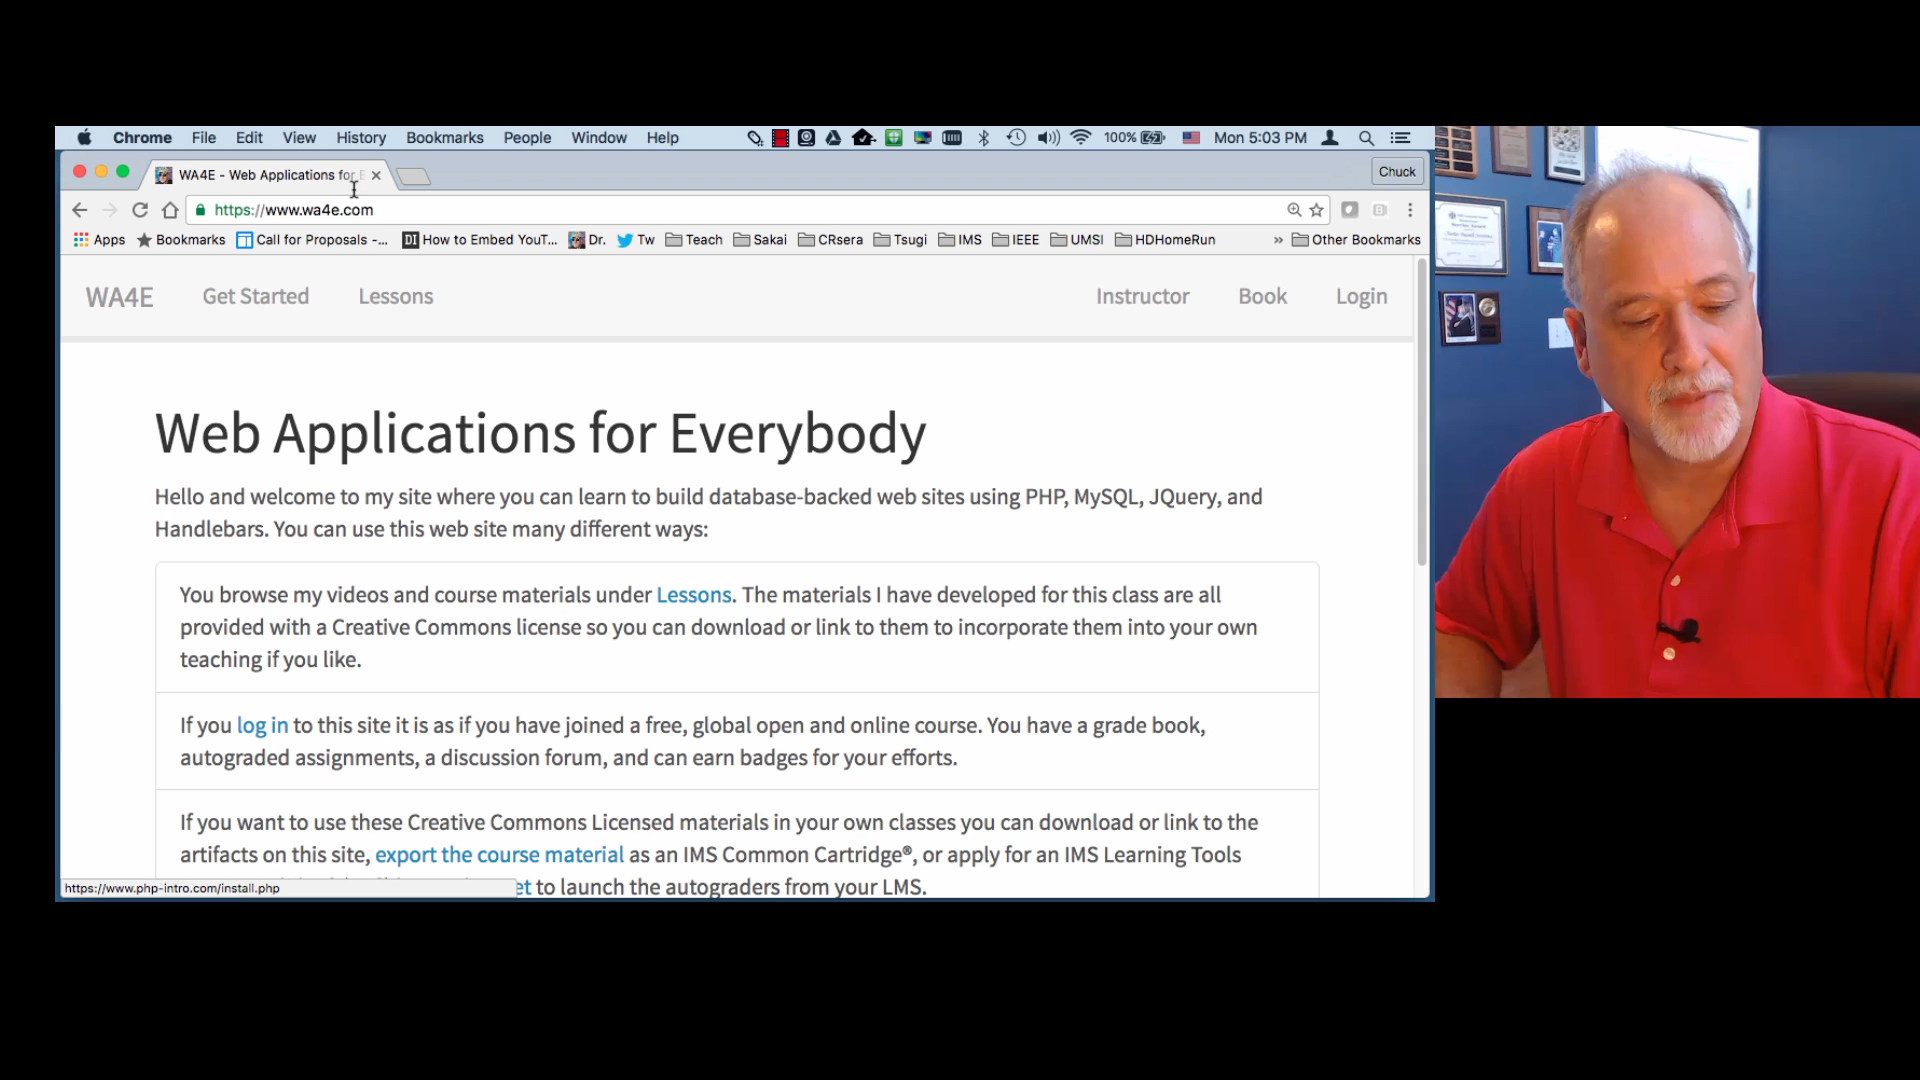 Chrome File Edit View History Bookmarks People Window Help 100% Mon 5:03 PM
WA4E - Web Applications for E
Chuck
https://www.wa4e.com
Apps Bookmarks Call for Proposals -... How to Embed YouT... Dr. Tw Teach Sakai CRsera Tsugi IMS IEEE UMSI HDHomeRun » Other Bookmarks
WA4E Get Started Lessons Instructor Book Login
Web Applications for Everybody
Hello and welcome to my site where you can learn to build database-backed web sites using PHP, MySQL, JQuery, and
Handlebars. You can use this web site many different ways:
You browse my videos and course materials under Lessons. The materials I have developed for this class are all
provided with a Creative Commons license so you can download or link to them to incorporate them into your own
teaching if you like.
If you log in to this site it is as if you have joined a free, global open and online course. You have a grade book,
autograded assignments, a discussion forum, and can earn badges for your efforts.
If you want to use these Creative Commons Licensed materials in your own classes you can download or link to the
artifacts on this site, export the course material as an IMS Common Cartridge®, or apply for an IMS Learning Tools
et to launch the autograders from your LMS.
https://www.php-intro.com/install.php